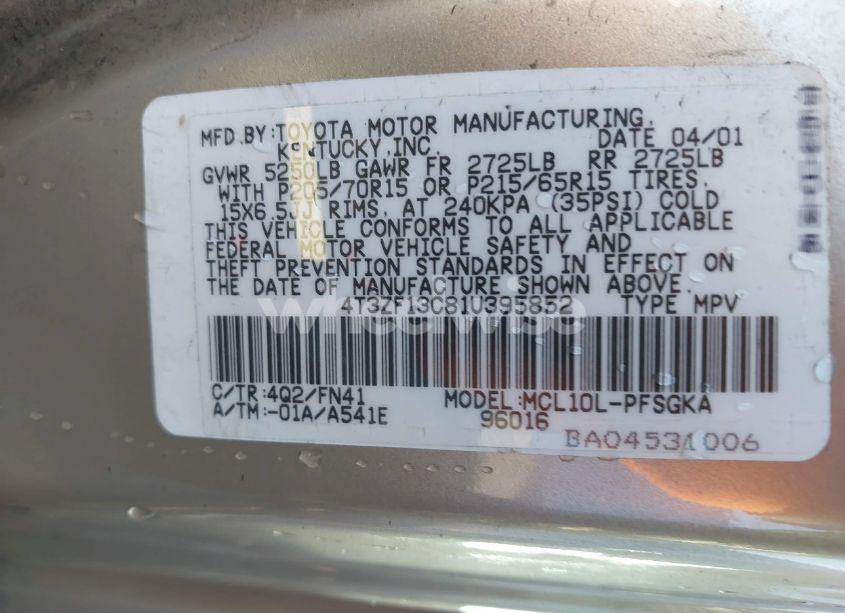 MFD.BY:TOYOTA MOTOR MANUFACTURING,
KENTUCKY,INC. DATE 04/01
GVWR 5250LB GAWR FR 2725LB RR 2725LB
WITH P205/70R15 OR P215/65R15 TIRES,
15X6.5JJ RIMS, AT 240KPA (35PSI) COLD
THIS VEHICLE CONFORMS TO ALL APPLICABLE
FEDERAL MOTOR VEHICLE SAFETY AND
THEFT PREVENTION STANDARDS IN EFFECT ON
THE DATE OF MANUFACTURE SHOWN ABOVE.
4T3ZF13C81U395852 TYPE MPV
C/TR:4Q2/FN41 MODEL:MCL10L-PFSGKA
A/TM:-01A/A541E 96016
BA04531006